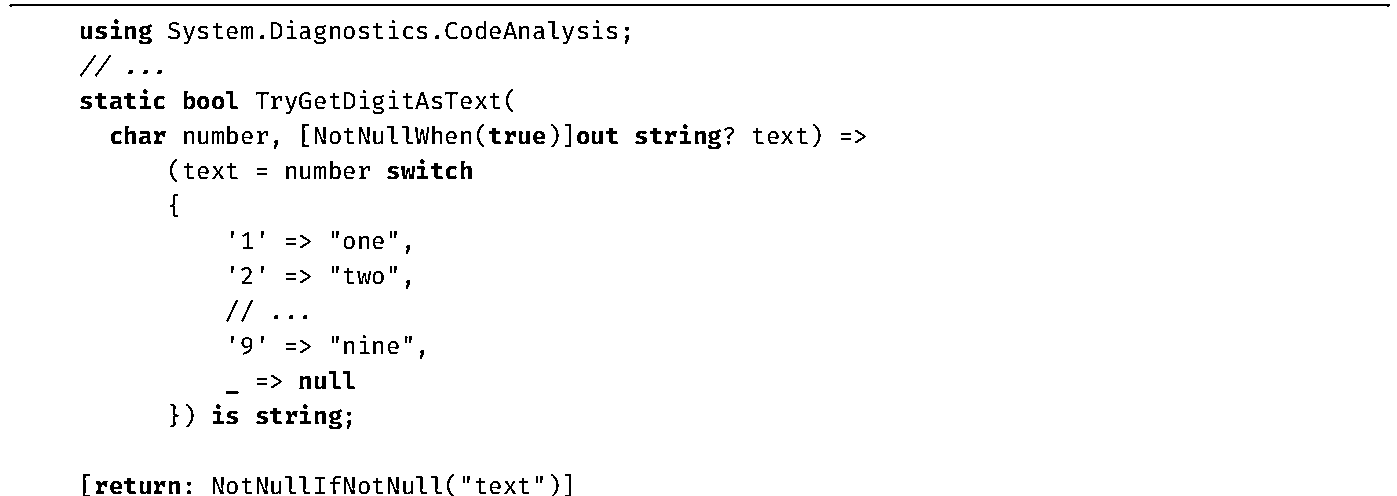 using System.Diagnostics.CodeAnalysis;
// ...
static bool TryGetDigitAsText(
char number, [NotNullWhen(true)]out string? text) =>
(text = number switch
{
'1' => "one",
'2' => "two",
// ...
'9' => "nine",
_ => null
}) is string;
[return: NotNullIfNotNull("text")]